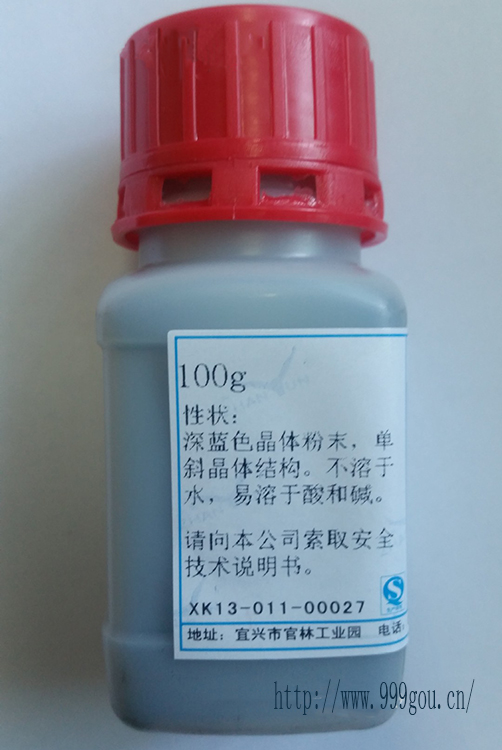 100g
性状：
深蓝色晶体粉末，单
斜晶体结构。不溶于
水，易溶于酸和碱。
请向本公司索取安全
技术说明书。
XK13-011-00027
地址：宜兴市官林工业园 电话：
http://www.999gou.cn/